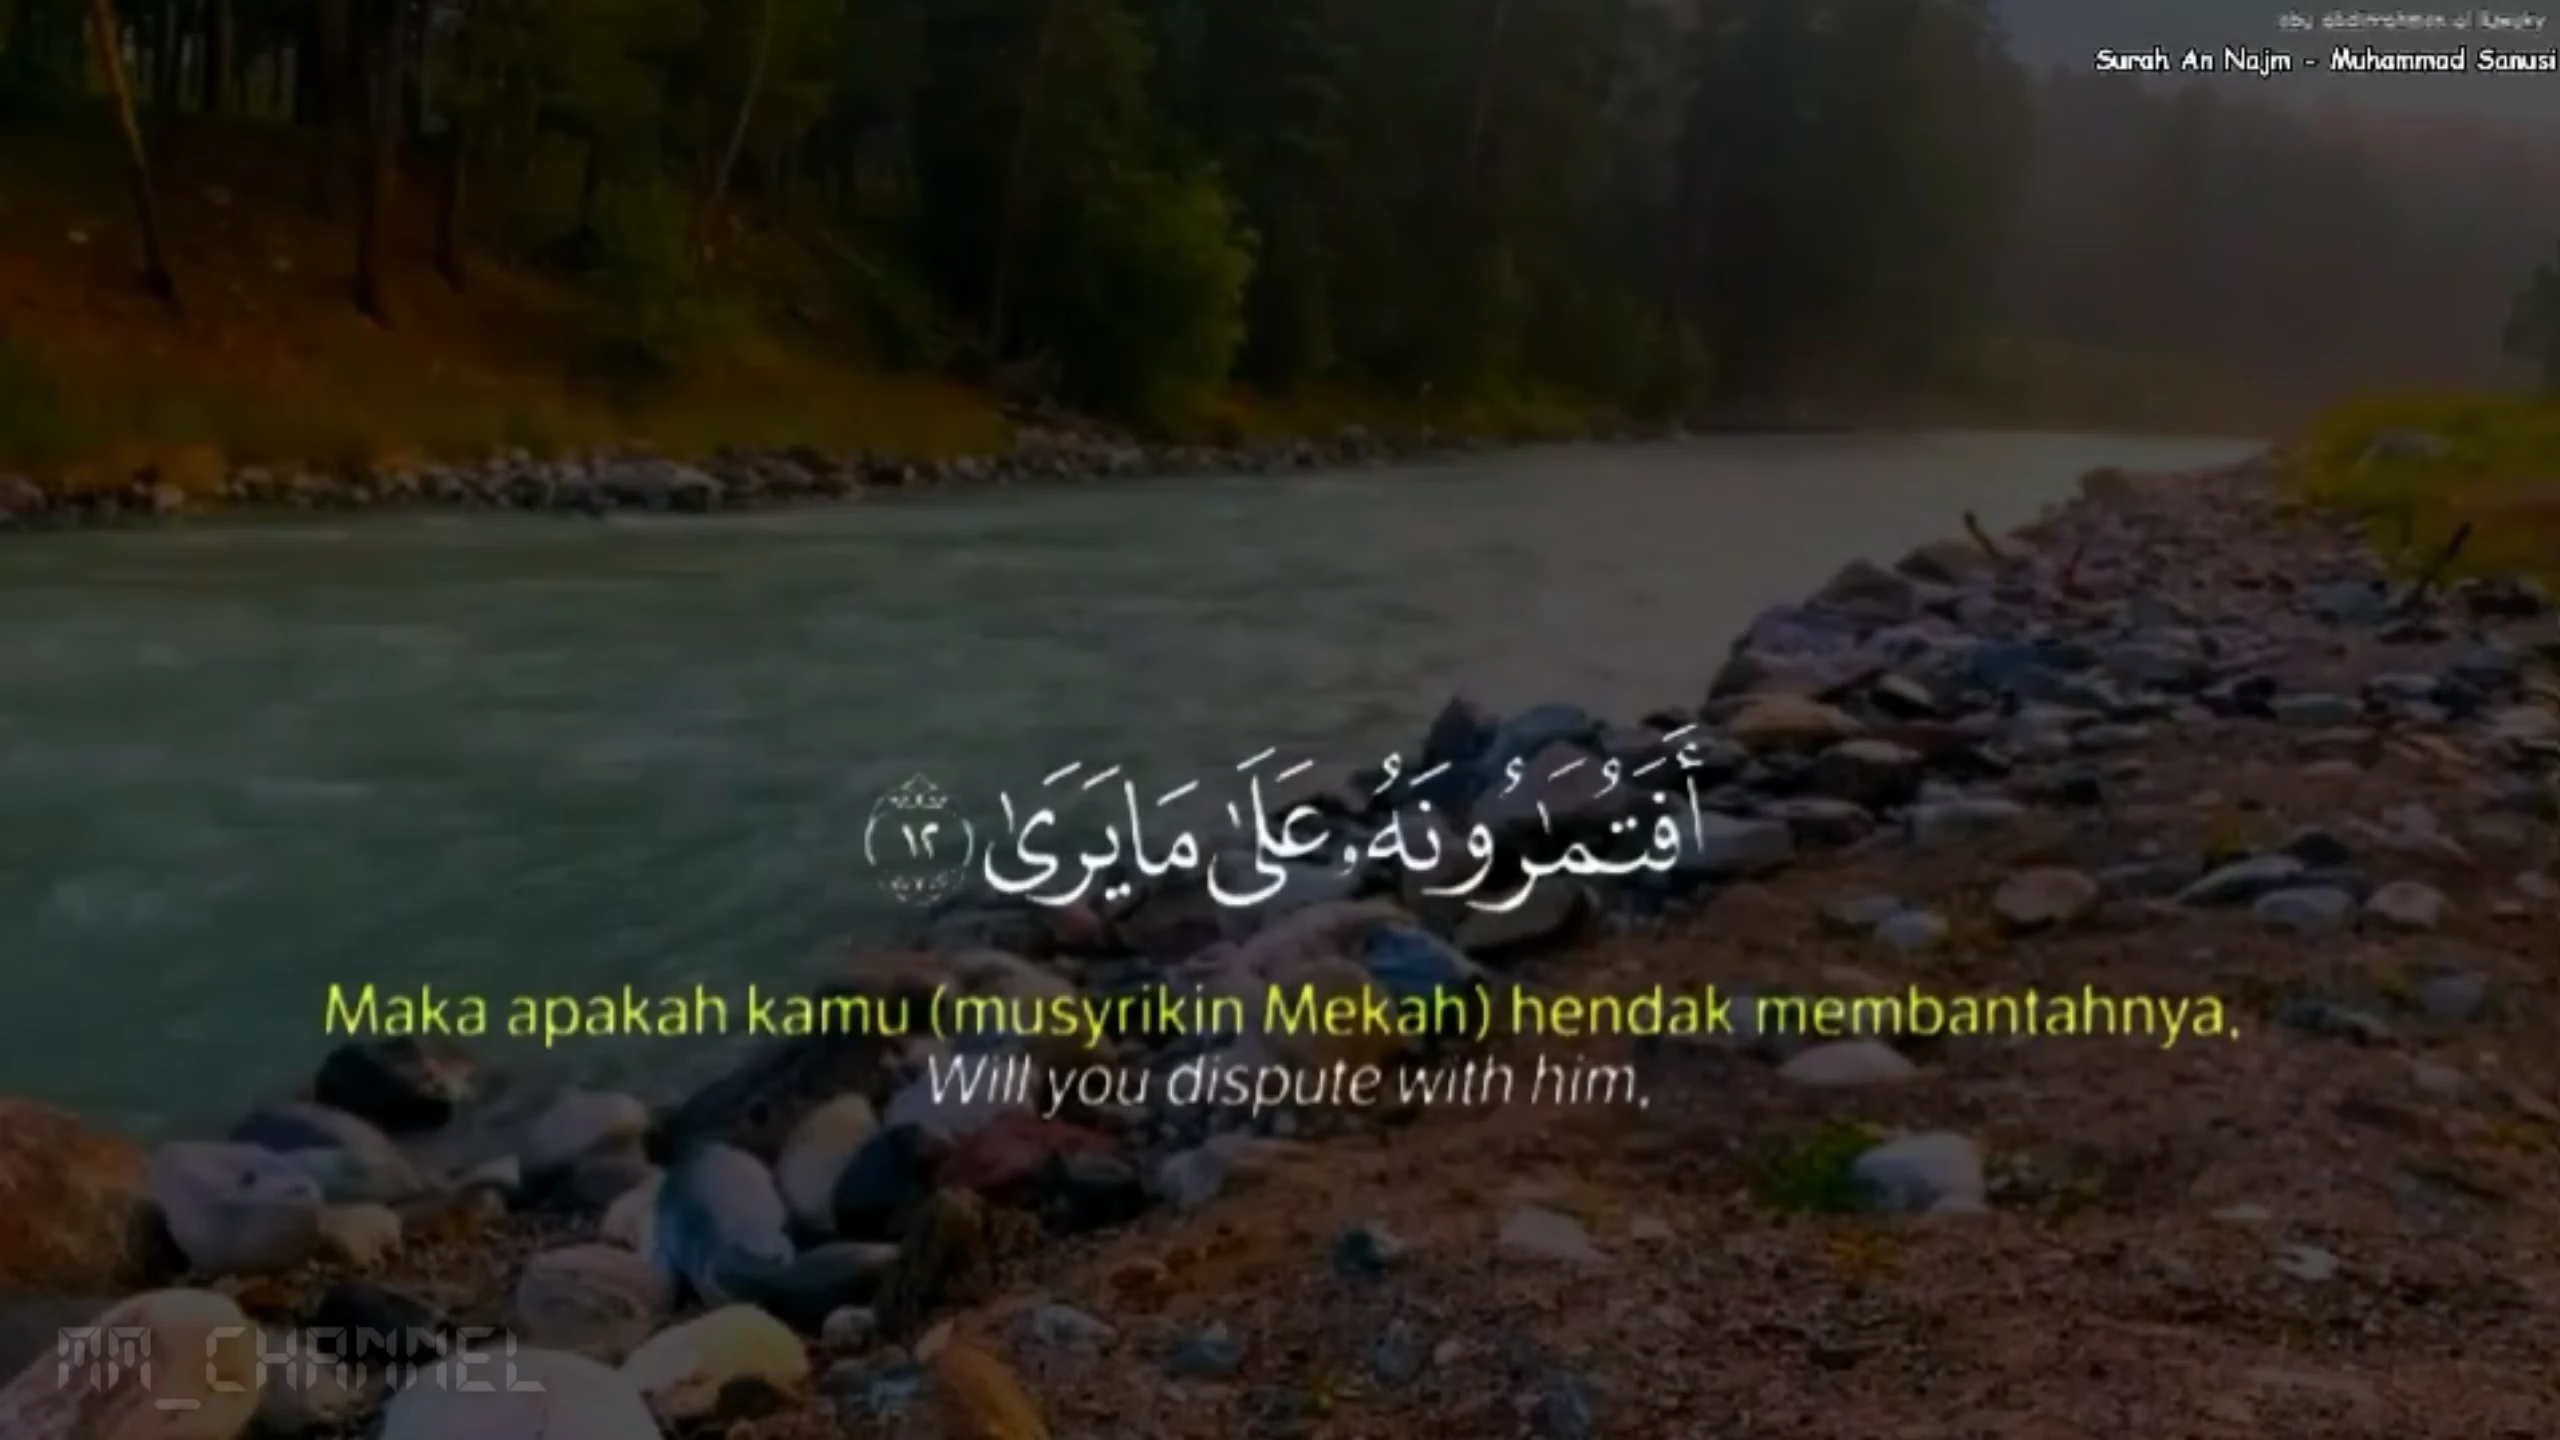 Surah An Najm - Muhammad Sanusi
أَفَتُمَٰرُونَهُۥ عَلَىٰ مَا يَرَىٰ ١٢
Maka apakah kamu (musyrikin Mekah) hendak membantahnya,
Will you dispute with him,
MM_CHANNEL